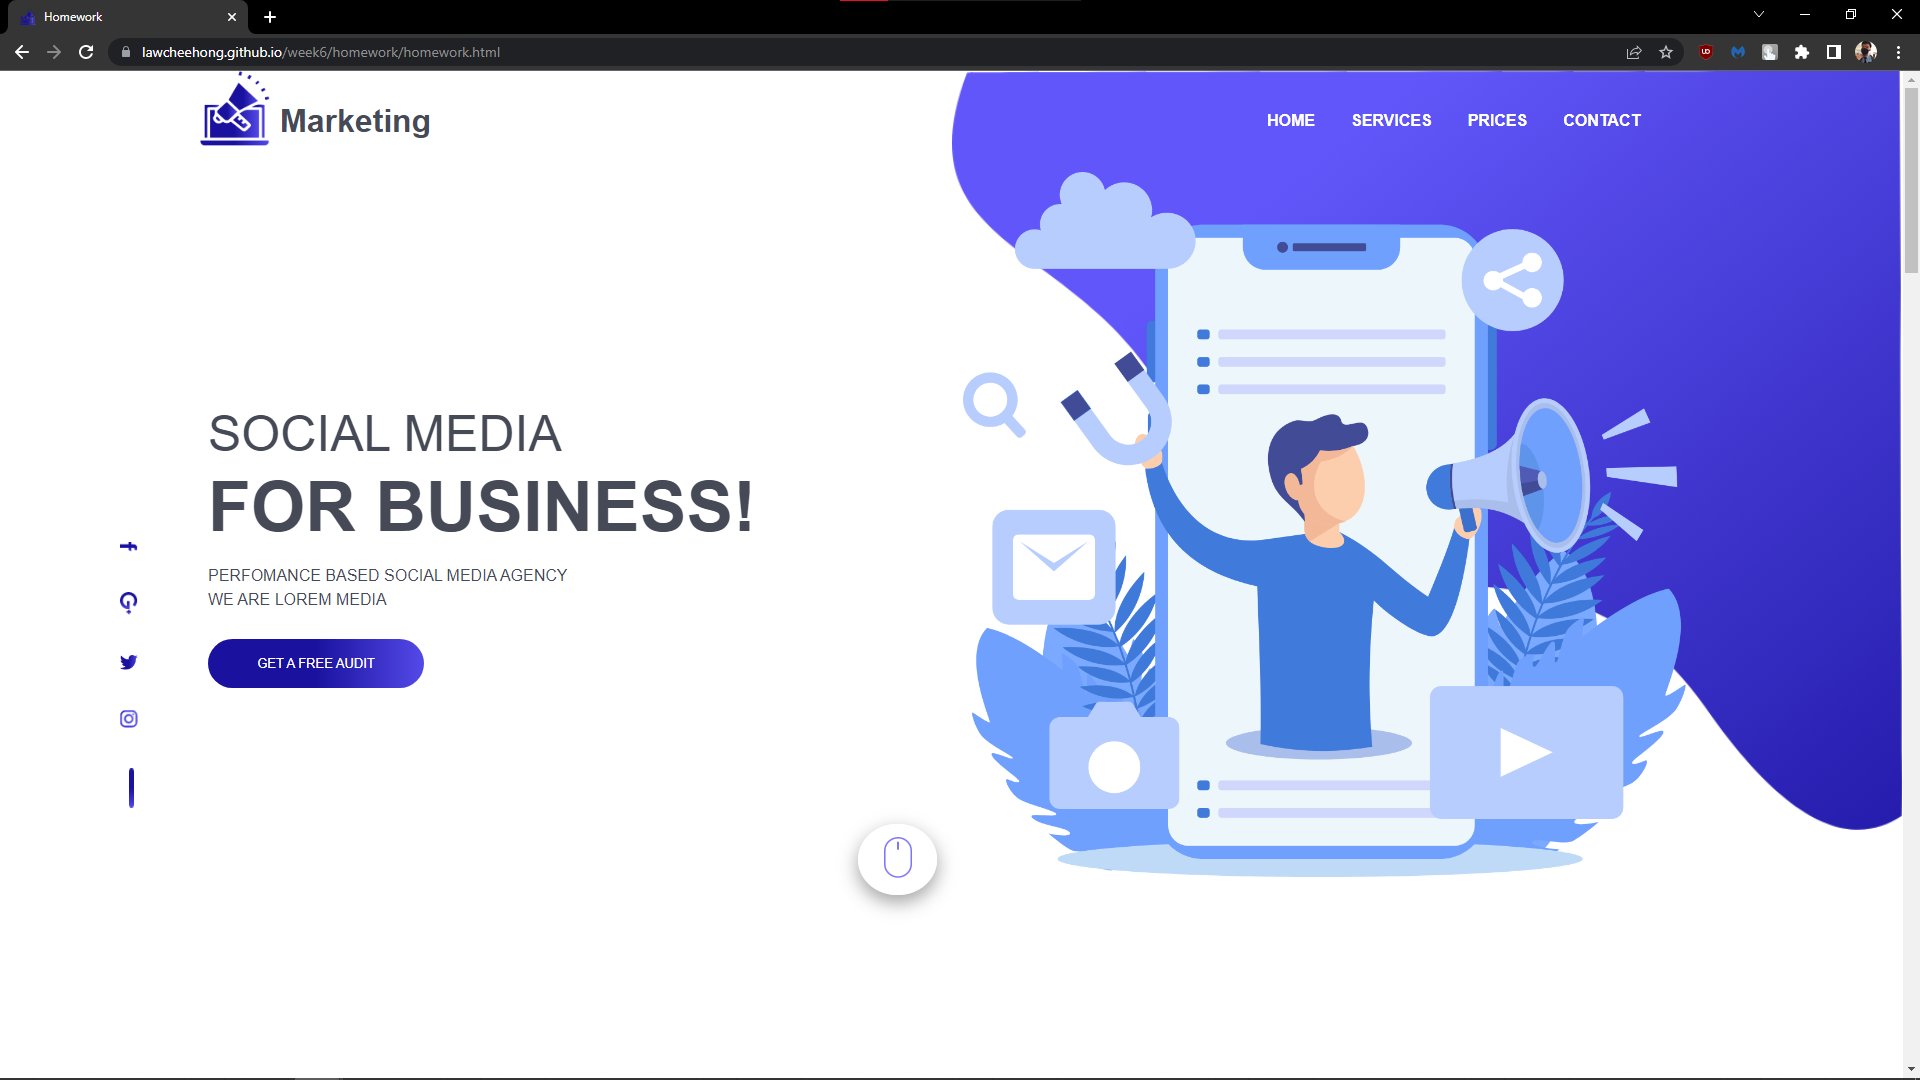 Homework
lawcheehong.github.io/week6/homework/homework.html
Marketing
HOME SERVICES PRICES CONTACT
SOCIAL MEDIA
FOR BUSINESS!
PERFOMANCE BASED SOCIAL MEDIA AGENCY
WE ARE LOREM MEDIA
GET A FREE AUDIT